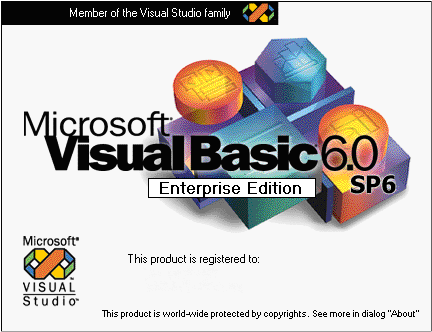 Member of the Visual Studio family
Microsoft®
Visual Basic® 6.0
SP6
Enterprise Edition
Microsoft®
VISUAL
Studio™
This product is registered to:
This product is world-wide protected by copyrights. See more in dialog "About"